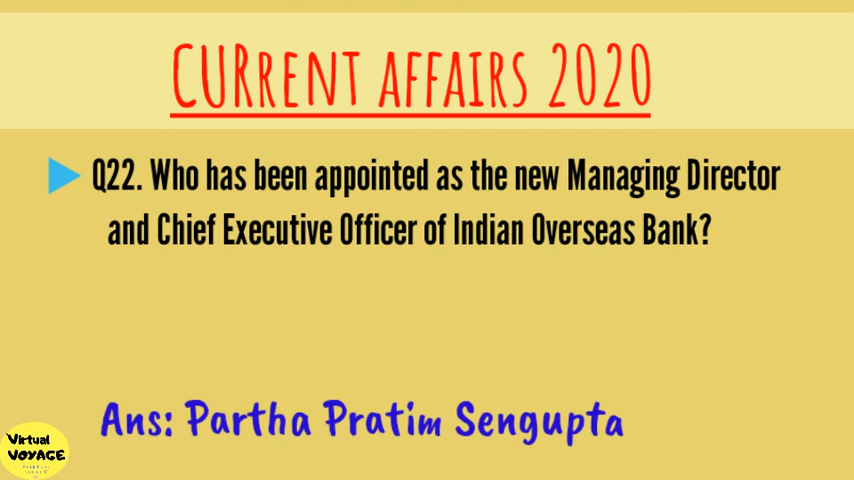 CURRENT AFFAIRS 2020
Q22. Who has been appointed as the new Managing Director
and Chief Executive Officer of Indian Overseas Bank?
Ans: Partha Pratim Sengupta
Virtual
VOYAGE